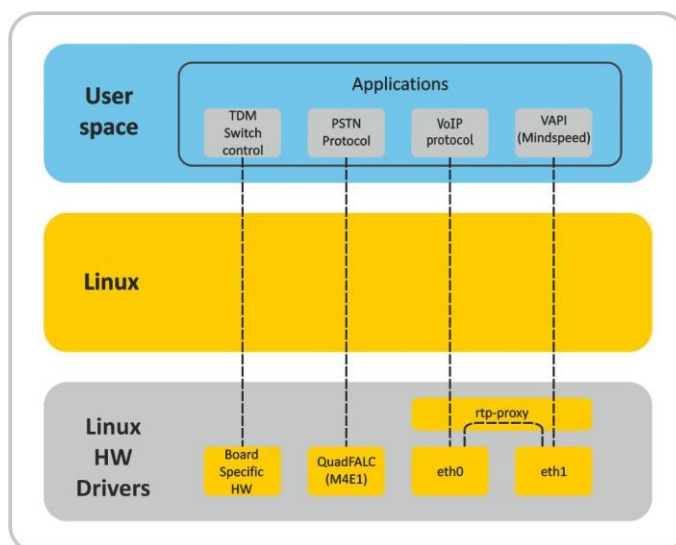 User
space
Applications
TDM
Switch
control
PSTN
Protocol
VoIP
protocol
VAPI
(Mindspeed)
Linux
Linux
HW
Drivers
rtp-proxy
Board
Specific
HW
QuadFALC
(M4E1)
eth0
eth1